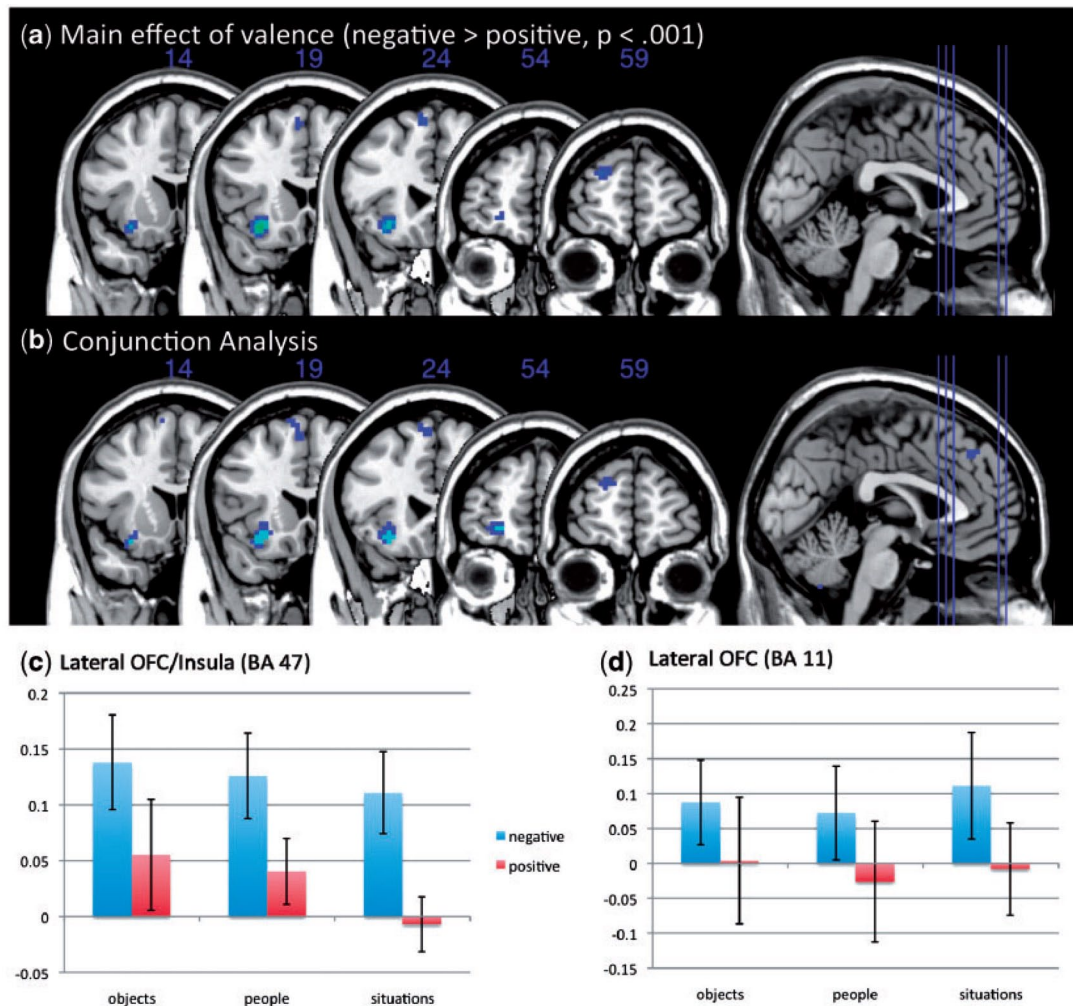 (a) Main effect of valence (negative > positive, p < .001)
14 19 24 54 59
(b) Conjunction Analysis
14 19 24 54 59
(c) Lateral OFC/Insula (BA 47)
0.2
0.15
0.1
0.05
0
-0.05
objects people situations
negative
positive
(d) Lateral OFC (BA 11)
0.25
0.2
0.15
0.1
0.05
0
-0.05
-0.1
-0.15
objects people situations